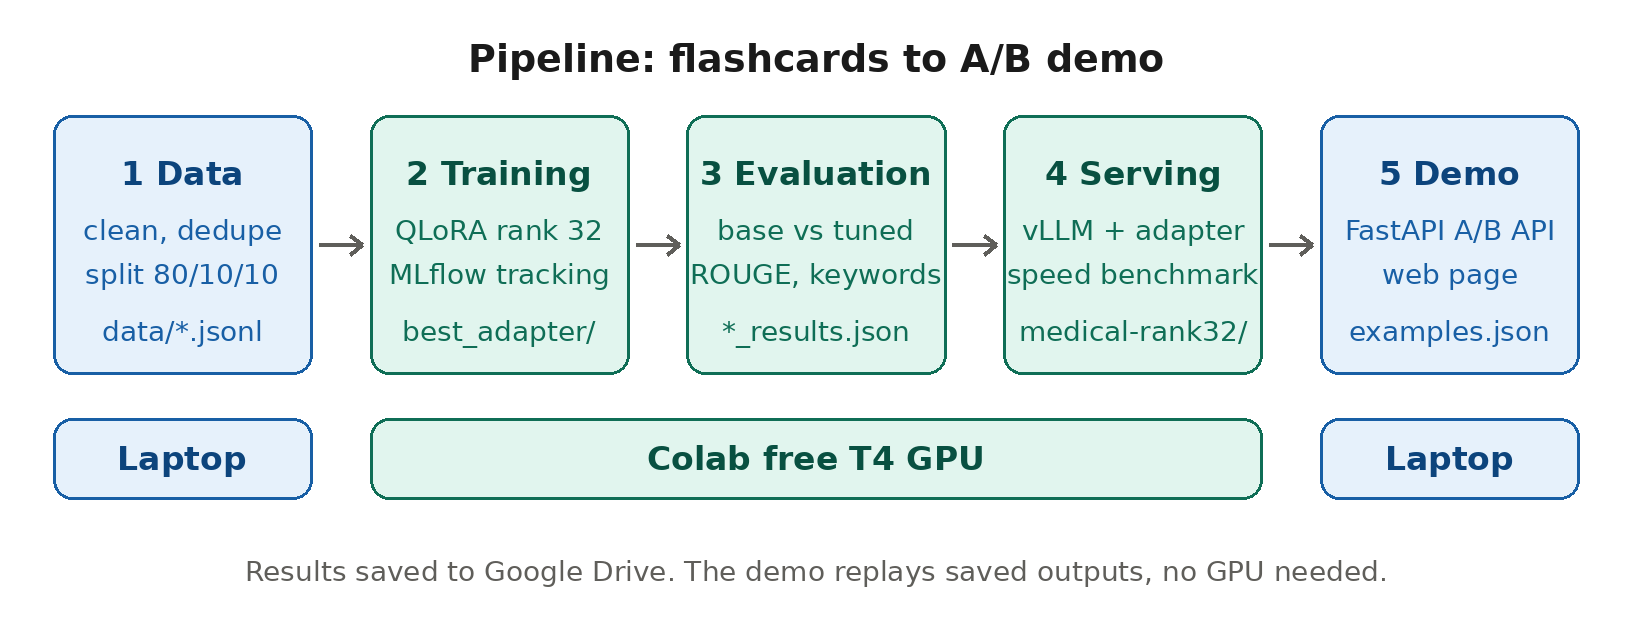 Pipeline: flashcards to A/B demo
1 Data
clean, dedupe
split 80/10/10
data/*.jsonl
2 Training
QLoRA rank 32
MLflow tracking
best_adapter/
3 Evaluation
base vs tuned
ROUGE, keywords
*_results.json
4 Serving
vLLM + adapter
speed benchmark
medical-rank32/
5 Demo
FastAPI A/B API
web page
examples.json
Laptop
Colab free T4 GPU
Laptop
Results saved to Google Drive. The demo replays saved outputs, no GPU needed.